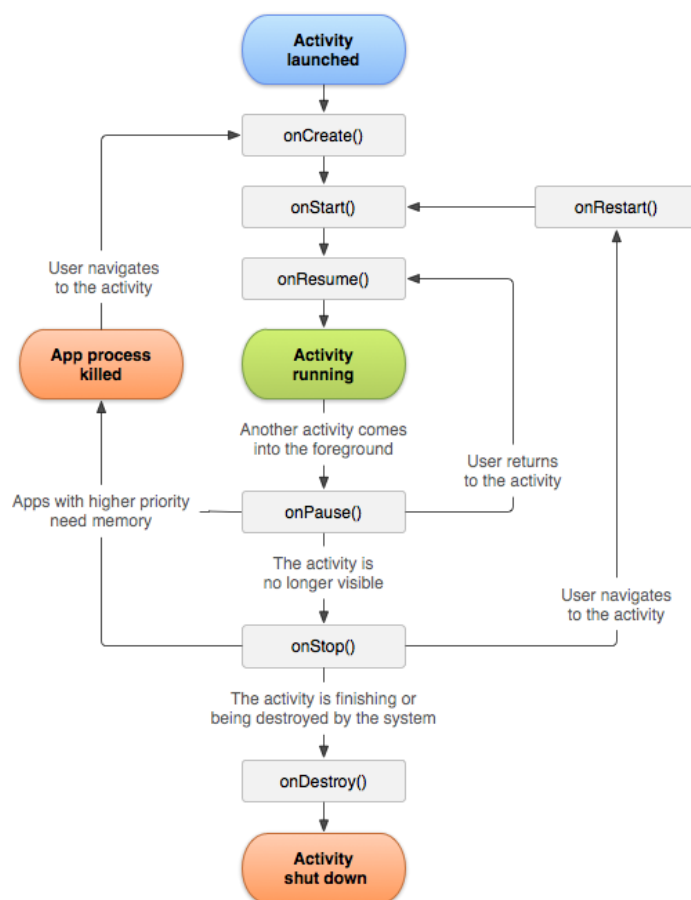 Activity
launched
onCreate()
onStart()
onRestart()
User navigates
to the activity
onResume()
App process
killed
Activity
running
Another activity comes
into the foreground
User returns
to the activity
Apps with higher priority
need memory
onPause()
The activity is
no longer visible
User navigates
to the activity
onStop()
The activity is finishing or
being destroyed by the system
onDestroy()
Activity
shut down